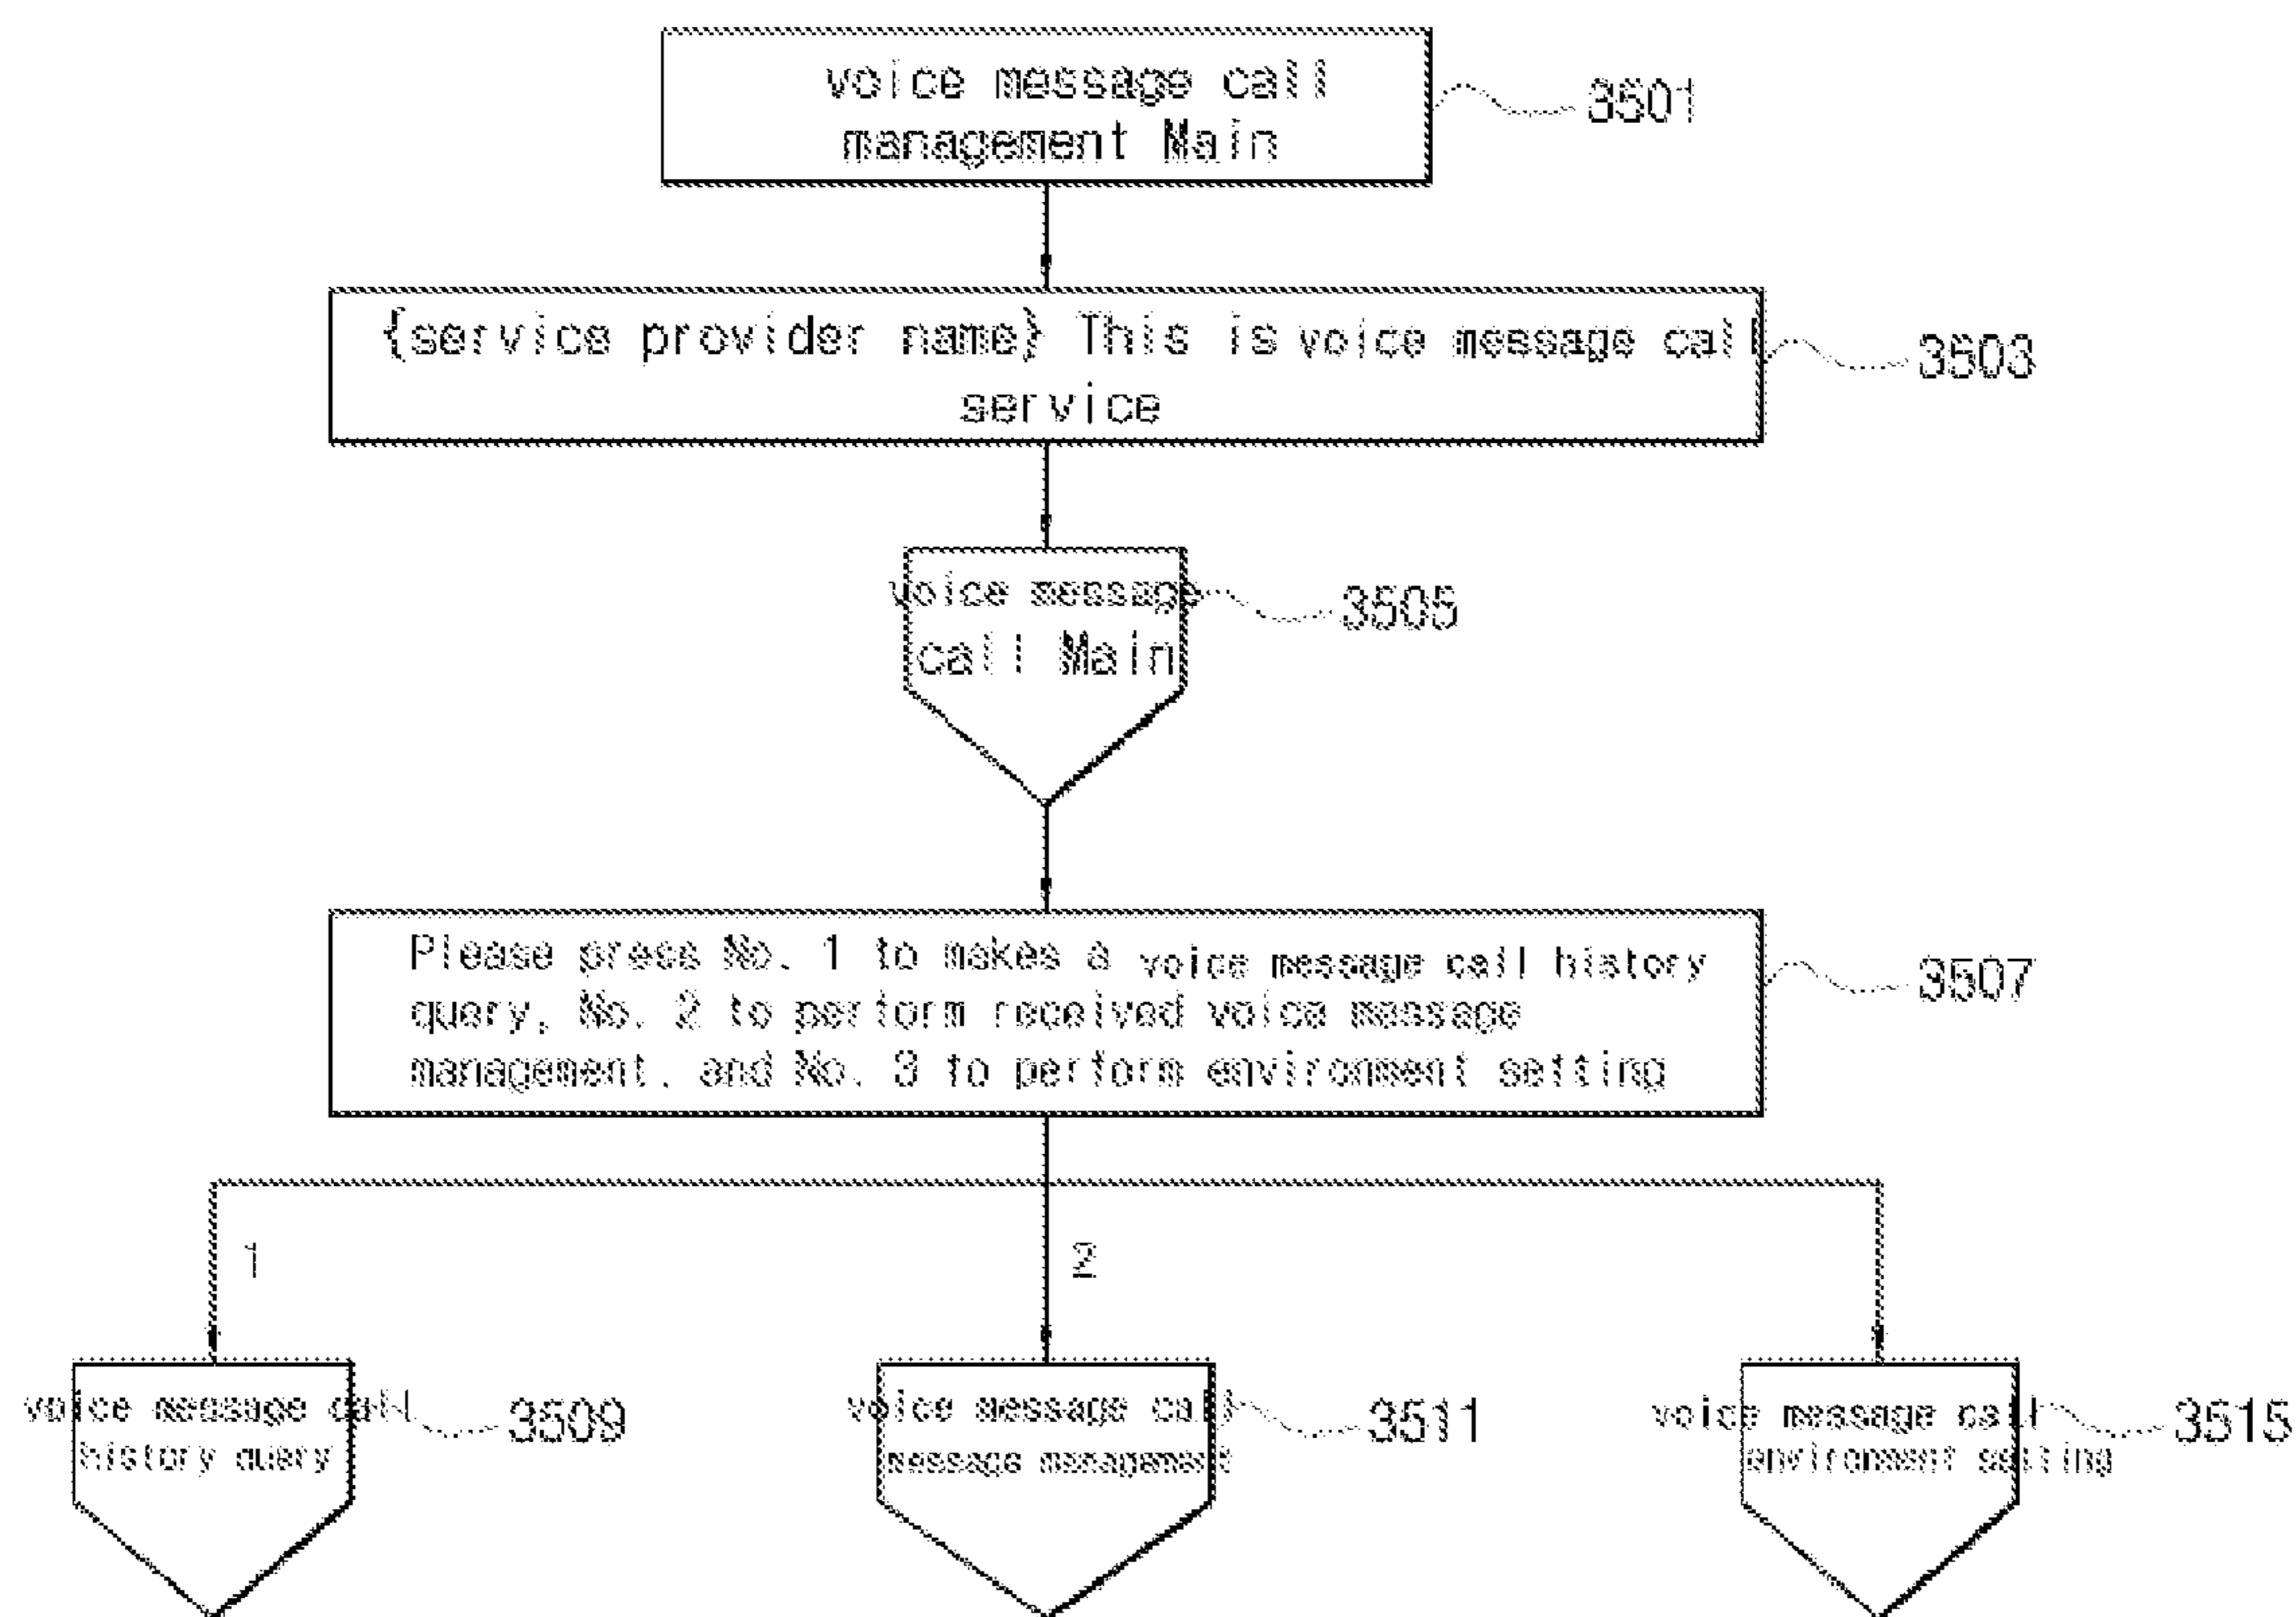 voice message call
management Main
3501
{service provider name} This is voice message call
service
3503
voice message
call Main
3505
Please press No. 1 to makes a voice message call history
query, No. 2 to perform received voice message
management, and No. 3 to perform environment setting
3507
1
2
voice message call
history query
3509
voice message call
message management
3511
voice message call
environment setting
3515